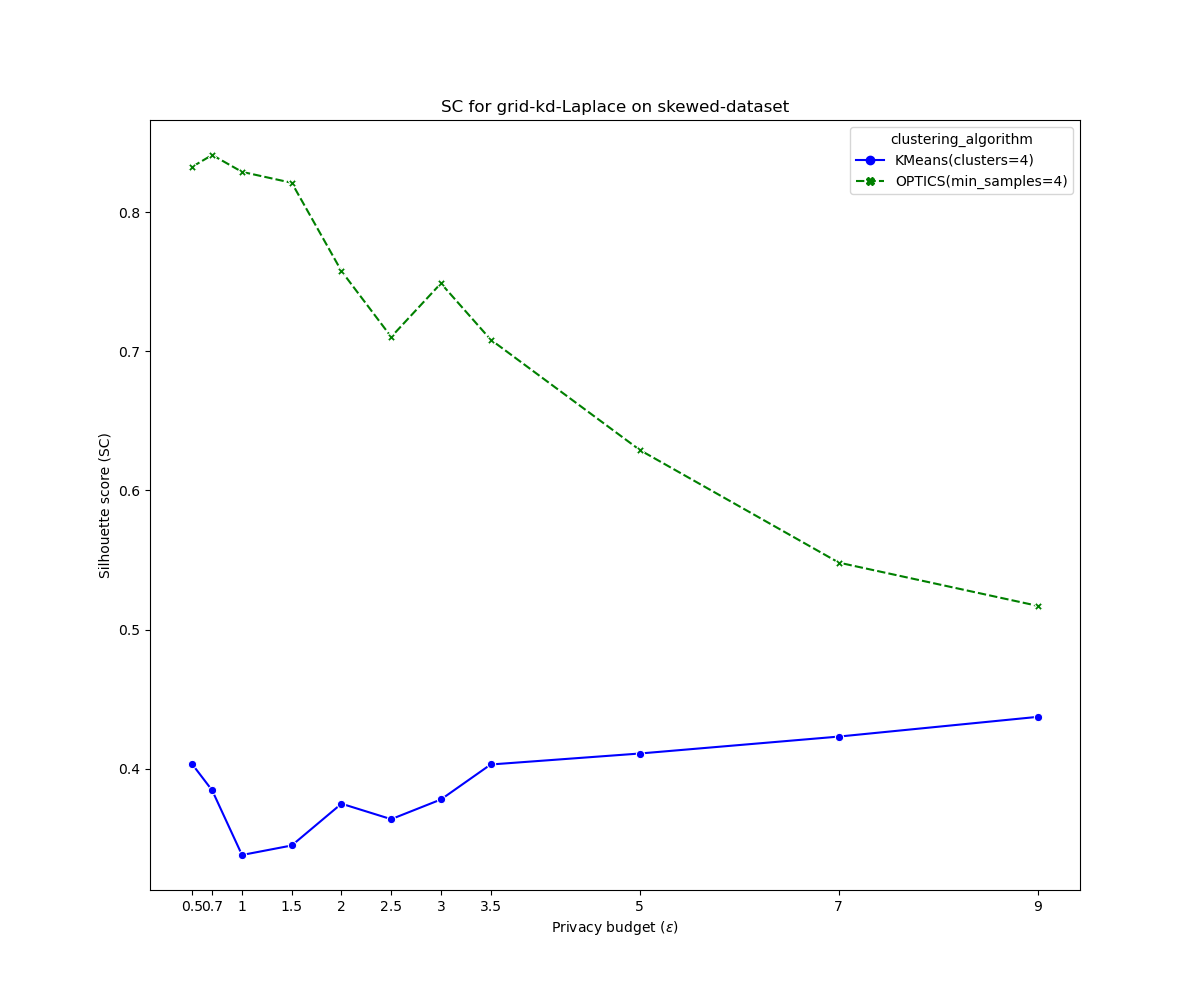 SC for grid-kd-Laplace on skewed-dataset
clustering_algorithm
KMeans(clusters=4)
OPTICS(min_samples=4)
Silhouette score (SC)
0.8
0.7
0.6
0.5
0.4
0.5 0.7 1 1.5 2 2.5 3 3.5 5 7 9
Privacy budget (ε)